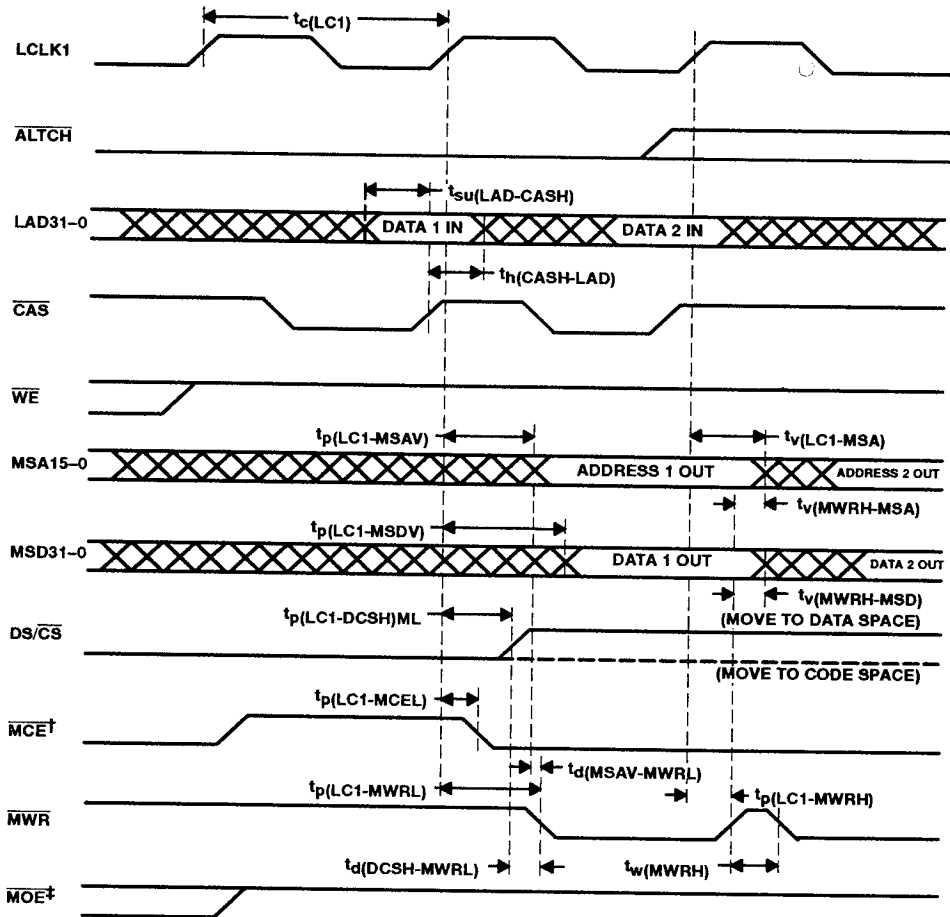 tc(LC1)
LCLK1
ALTCH
tsu(LAD-CASH)
LAD31–0
DATA 1 IN
DATA 2 IN
th(CASH-LAD)
CAS
WE
tp(LC1-MSAV)
tv(LC1-MSA)
MSA15–0
ADDRESS 1 OUT
ADDRESS 2 OUT
tv(MWRH-MSA)
tp(LC1-MSDV)
MSD31–0
DATA 1 OUT
DATA 2 OUT
tv(MWRH-MSD)
tp(LC1-DCSH)ML
(MOVE TO DATA SPACE)
DS/CS
(MOVE TO CODE SPACE)
tp(LC1-MCEL)
MCE†
td(MSAV-MWRL)
tp(LC1-MWRL)
tp(LC1-MWRH)
MWR
td(DCSH-MWRL)
tw(MWRH)
MOE‡